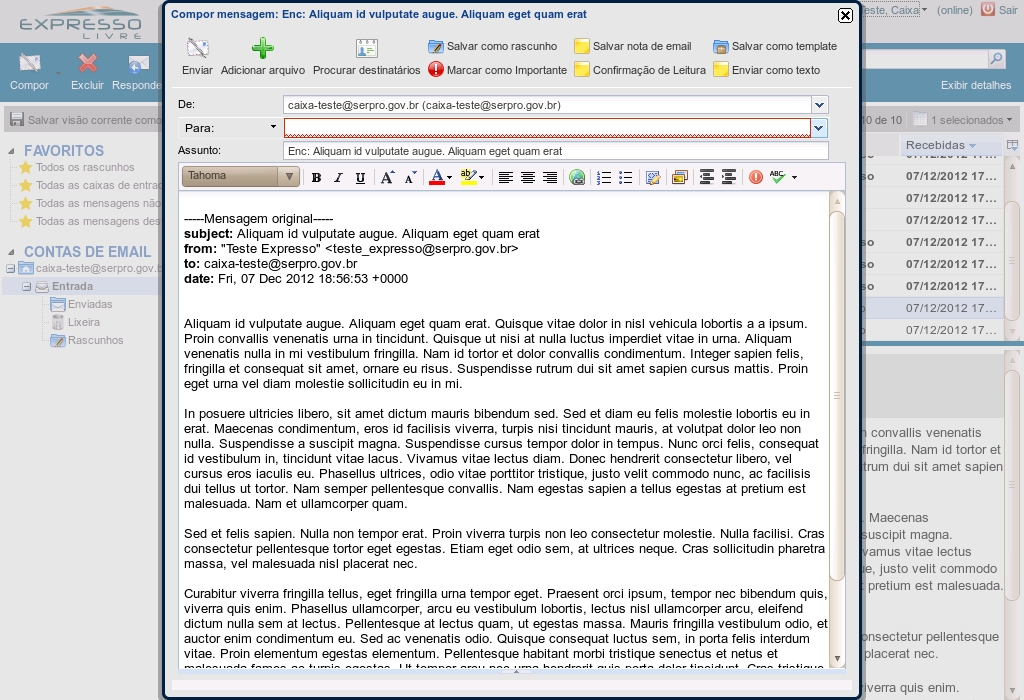 Compor mensagem: Enc: Aliquam id vulputate augue. Aliquam eget quam erat
EXPRESSO
LIVRE
Teste, Caixa (online) Sair
Enviar Adicionar arquivo Procurar destinatários
Salvar como rascunho Salvar nota de email Salvar como template
Marcar como Importante Confirmação de Leitura Enviar como texto
Compor Excluir Responder
Exibir detalhes
De: caixa-teste@serpro.gov.br (caixa-teste@serpro.gov.br)
Para:
Assunto: Enc: Aliquam id vulputate augue. Aliquam eget quam erat
Salvar visão corrente como
10 de 10 1 selecionados
Recebidas
FAVORITOS
Todos os rascunhos
Todas as caixas de entrad
Todas as mensagens não
Todas as mensagens des
CONTAS DE EMAIL
caixa-teste@serpro.gov.b
Entrada
Enviadas
Lixeira
Rascunhos
Tahoma
B I U A A A ab
ABC
-----Mensagem original-----
subject: Aliquam id vulputate augue. Aliquam eget quam erat
from: "Teste Expresso" <teste_expresso@serpro.gov.br>
to: caixa-teste@serpro.gov.br
date: Fri, 07 Dec 2012 18:56:53 +0000
Aliquam id vulputate augue. Aliquam eget quam erat. Quisque vitae dolor in nisl vehicula lobortis a a ipsum.
Proin convallis venenatis urna in tincidunt. Quisque ut nisi at nulla luctus imperdiet vitae in urna. Aliquam
venenatis nulla in mi vestibulum fringilla. Nam id tortor et dolor convallis condimentum. Integer sapien felis,
fringilla et consequat sit amet, ornare eu risus. Suspendisse rutrum dui sit amet sapien cursus mattis. Proin
eget urna vel diam molestie sollicitudin eu in mi.
In posuere ultricies libero, sit amet dictum mauris bibendum sed. Sed et diam eu felis molestie lobortis eu in
erat. Maecenas condimentum, eros id facilisis viverra, turpis nisi tincidunt mauris, at volutpat dolor leo non
nulla. Suspendisse a suscipit magna. Suspendisse cursus tempor dolor in tempus. Nunc orci felis, consequat
id vestibulum in, tincidunt vitae lacus. Vivamus vitae lectus diam. Donec hendrerit consectetur libero, vel
cursus eros iaculis eu. Phasellus ultrices, odio vitae porttitor tristique, justo velit commodo nunc, ac facilisis
dui tellus ut tortor. Nam semper pellentesque convallis. Nam egestas sapien a tellus egestas at pretium est
malesuada. Nam et ullamcorper quam.
Sed et felis sapien. Nulla non tempor erat. Proin viverra turpis non leo consectetur molestie. Nulla facilisi. Cras
consectetur pellentesque tortor eget egestas. Etiam eget odio sem, at ultrices neque. Cras sollicitudin pharetra
massa, vel malesuada nisl placerat nec.
Curabitur viverra fringilla tellus, eget fringilla urna tempor eget. Praesent orci ipsum, tempor nec bibendum quis,
viverra quis enim. Phasellus ullamcorper, arcu eu vestibulum lobortis, lectus nisl ullamcorper arcu, eleifend
dictum nulla sem at lectus. Pellentesque at lectus quam, ut egestas massa. Mauris fringilla vestibulum odio, et
auctor enim condimentum eu. Sed ac venenatis odio. Quisque consequat luctus sem, in porta felis interdum
vitae. Proin elementum egestas elementum. Pellentesque habitant morbi tristique senectus et netus et
malesuada fames ac turpis egestas. Ut tempor arcu nec urna hendrerit quis porta dolor tincidunt. Cras tristique
so 07/12/2012 17...
07/12/2012 17...
07/12/2012 17...
so 07/12/2012 17...
so 07/12/2012 17...
so 07/12/2012 17...
07/12/2012 17...
07/12/2012 17...
n convallis venenatis
fringilla. Nam id tortor et
trum dui sit amet sapien
. Maecenas
suscipit magna.
vamus vitae lectus
e, justo velit commodo
t pretium est malesuada.
onsectetur pellentesque
placerat nec.
viverra quis enim.